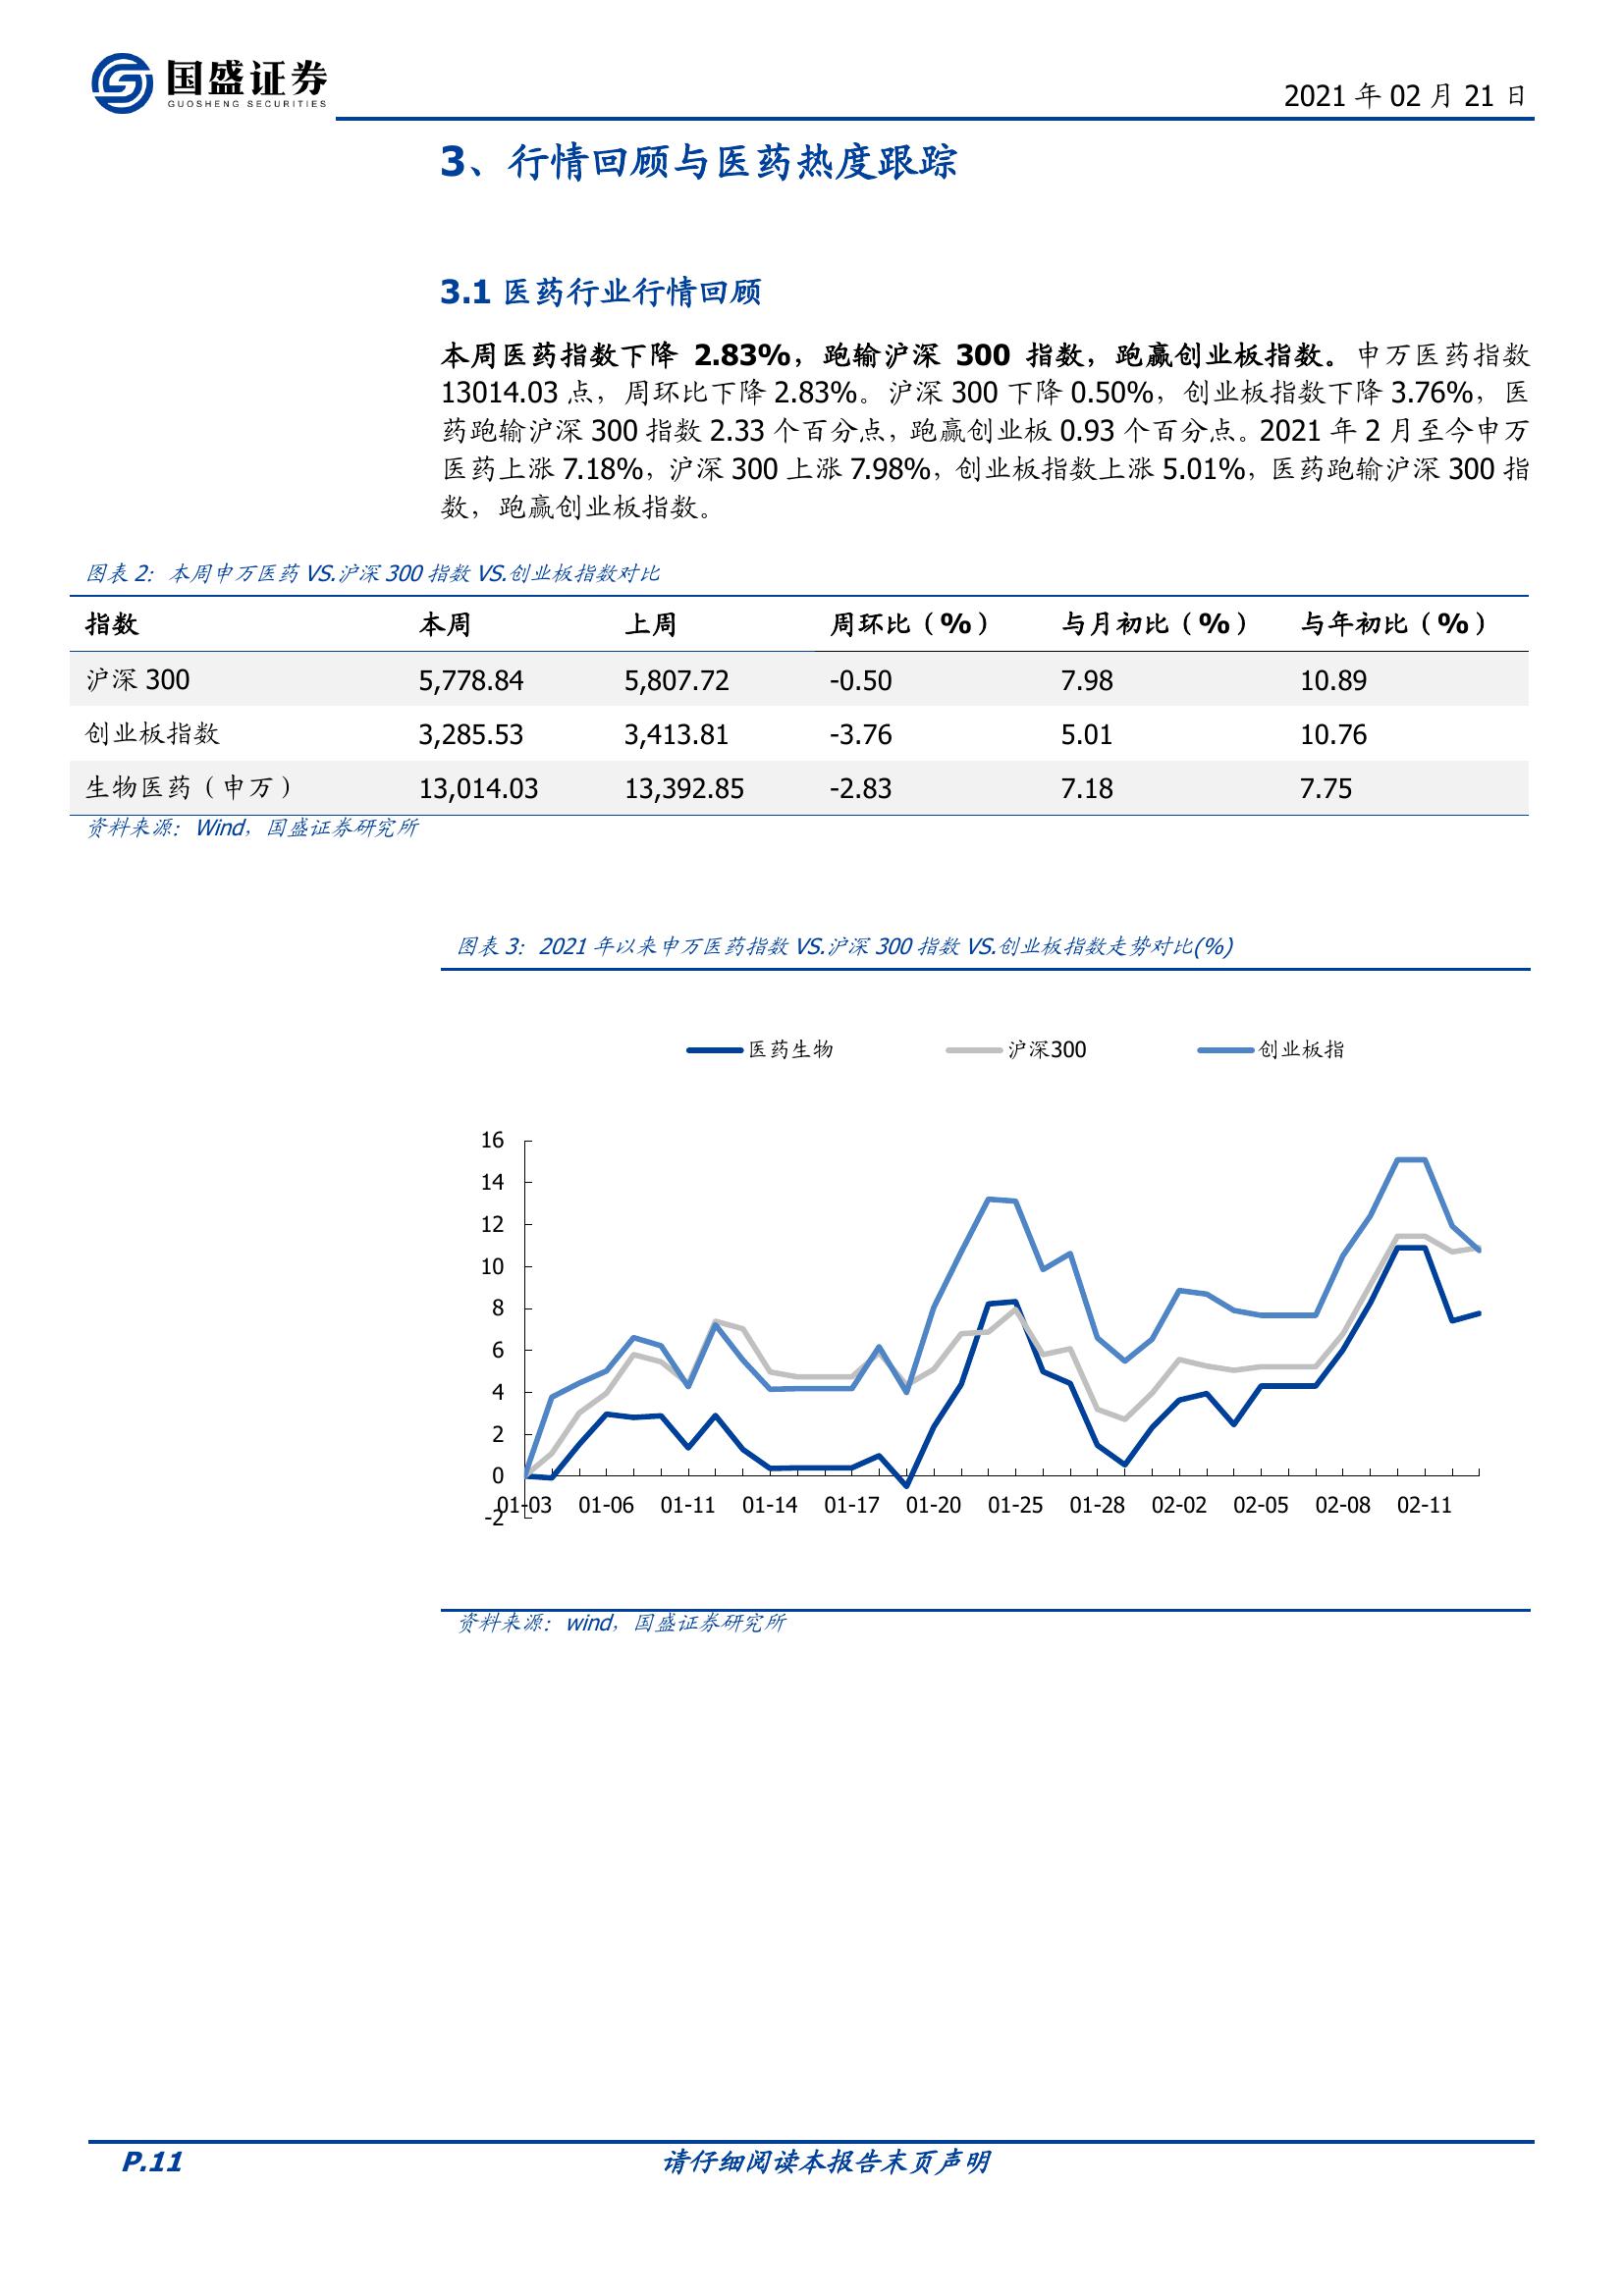 国盛证券
GUOSHENG SECURITIES
2021 年 02 月 21 日
3、行情回顾与医药热度跟踪
3.1 医药行业行情回顾
本周医药指数下降 2.83%，跑输沪深 300 指数，跑赢创业板指数。申万医药指数
13014.03 点，周环比下降 2.83%。沪深 300 下降 0.50%，创业板指数下降 3.76%，医
药跑输沪深 300 指数 2.33 个百分点，跑赢创业板 0.93 个百分点。2021 年 2 月至今申万
医药上涨 7.18%，沪深 300 上涨 7.98%，创业板指数上涨 5.01%，医药跑输沪深 300 指
数，跑赢创业板指数。
图表 2：本周申万医药 VS.沪深 300 指数 VS.创业板指数对比
指数 本周 上周 周环比（%） 与月初比（%） 与年初比（%）
沪深 300 5,778.84 5,807.72 -0.50 7.98 10.89
创业板指数 3,285.53 3,413.81 -3.76 5.01 10.76
生物医药（申万） 13,014.03 13,392.85 -2.83 7.18 7.75
资料来源：Wind，国盛证券研究所
图表 3：2021 年以来申万医药指数 VS.沪深 300 指数 VS.创业板指数走势对比(%)
医药生物 沪深300 创业板指
16
14
12
10
8
6
4
2
0
-2
01-03 01-06 01-11 01-14 01-17 01-20 01-25 01-28 02-02 02-05 02-08 02-11
资料来源：wind，国盛证券研究所
P.11 请仔细阅读本报告末页声明